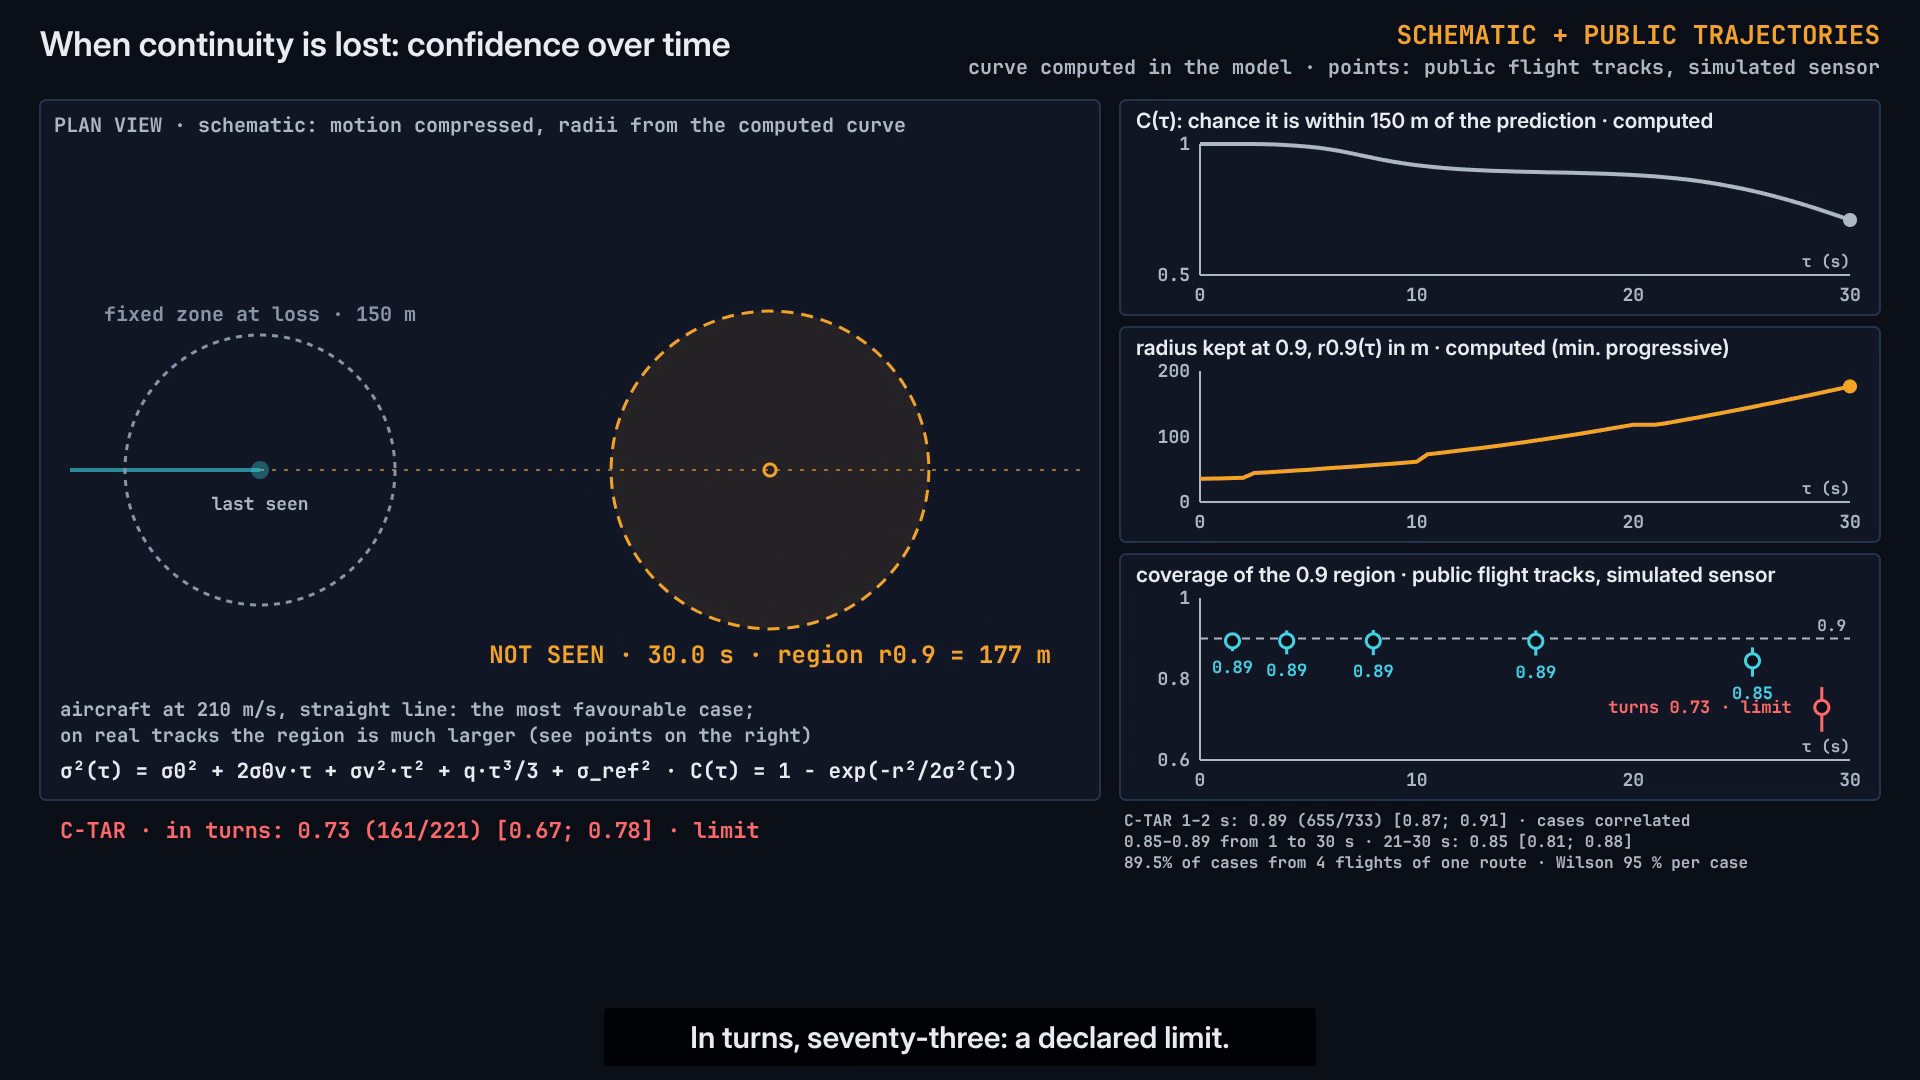 When continuity is lost: confidence over time
SCHEMATIC + PUBLIC TRAJECTORIES
curve computed in the model · points: public flight tracks, simulated sensor
PLAN VIEW · schematic: motion compressed, radii from the computed curve
fixed zone at loss · 150 m
last seen
NOT SEEN · 30.0 s · region r0.9 = 177 m
aircraft at 210 m/s, straight line: the most favourable case;
on real tracks the region is much larger (see points on the right)
σ²(τ) = σ0² + 2σ0v·τ + σv²·τ² + q·τ³/3 + σ_ref² · C(τ) = 1 - exp(-r²/2σ²(τ))
C-TAR · in turns: 0.73 (161/221) [0.67; 0.78] · limit
C(τ): chance it is within 150 m of the prediction · computed
1
0.5
τ (s)
0 10 20 30
radius kept at 0.9, r0.9(τ) in m · computed (min. progressive)
200
100
0
τ (s)
0 10 20 30
coverage of the 0.9 region · public flight tracks, simulated sensor
1
0.9
0.89 0.89 0.89 0.89
0.8
0.85
turns 0.73 · limit
τ (s)
0.6
0 10 20 30
C-TAR 1-2 s: 0.89 (655/733) [0.87; 0.91] · cases correlated
0.85-0.89 from 1 to 30 s · 21-30 s: 0.85 [0.81; 0.88]
89.5% of cases from 4 flights of one route · Wilson 95 % per case
In turns, seventy-three: a declared limit.